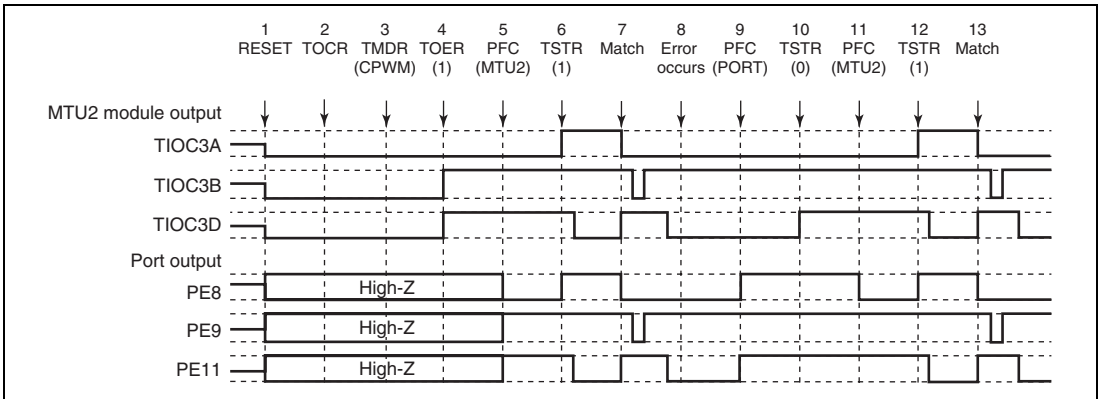 1 2 3 4 5 6 7 8 9 10 11 12 13
RESET TOCR TMDR TOER PFC TSTR Match Error PFC TSTR PFC TSTR Match
(CPWM) (1) (MTU2) (1) occurs (PORT) (0) (MTU2) (1)
MTU2 module output
TIOC3A
TIOC3B
TIOC3D
Port output
PE8 High-Z
PE9 High-Z
PE11 High-Z